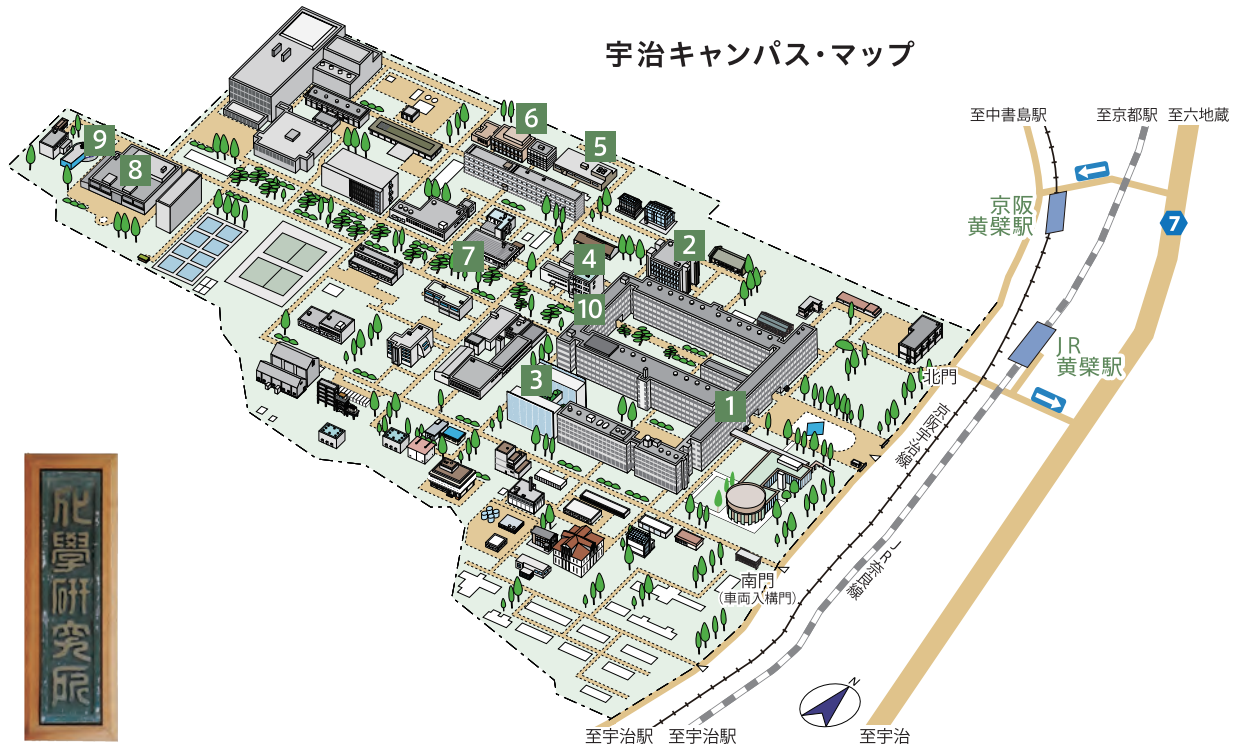 宇治キャンパス・マップ
至中書島駅
至京都駅
至六地蔵
6
5
9
8
京阪
黄檗駅
7
2
7
4
10
JR
黄檗駅
3
北門
1
京阪宇治線
化學研究所
JR奈良線
南門
(車両入構門)
N
至宇治駅
至宇治駅
至宇治